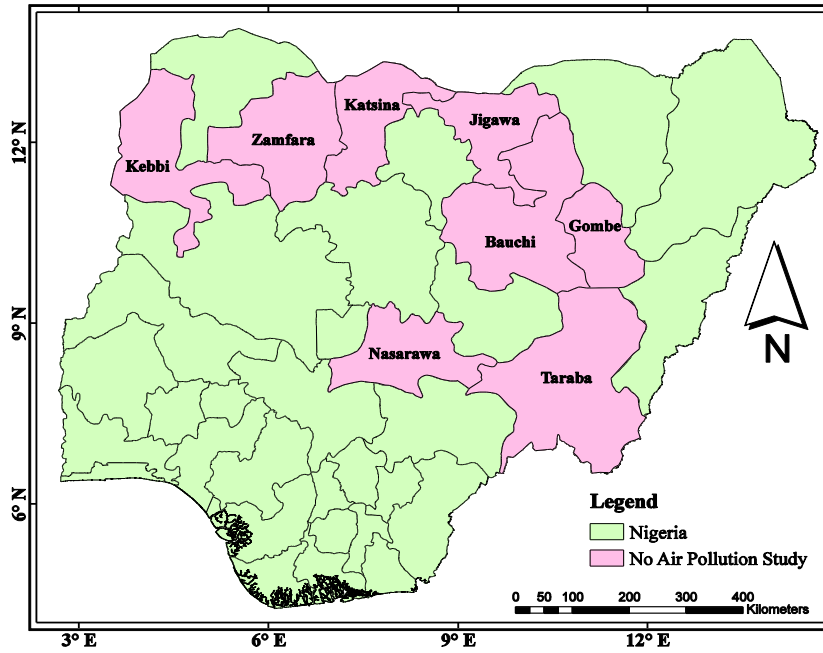 Katsina
Jigawa
Zamfara
Kebbi
Gombe
Bauchi
Nasarawa
Taraba
12° N
9° N
6° N
N
Legend
Nigeria
No Air Pollution Study
0 50 100 200 300 400
Kilometers
3° E 6° E 9° E 12° E